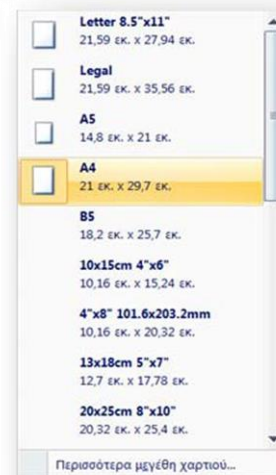 Letter 8.5"x11"
21,59 εκ. x 27,94 εκ.
Legal
21,59 εκ. x 35,56 εκ.
A5
14,8 εκ. x 21 εκ.
A4
21 εκ. x 29,7 εκ.
B5
18,2 εκ. x 25,7 εκ.
10x15cm 4"x6"
10,16 εκ. x 15,24 εκ.
4"x8" 101.6x203.2mm
10,16 εκ. x 20,32 εκ.
13x18cm 5"x7"
12,7 εκ. x 17,78 εκ.
20x25cm 8"x10"
20,32 εκ. x 25,4 εκ.
Περισσότερα μεγέθη χαρτιού...